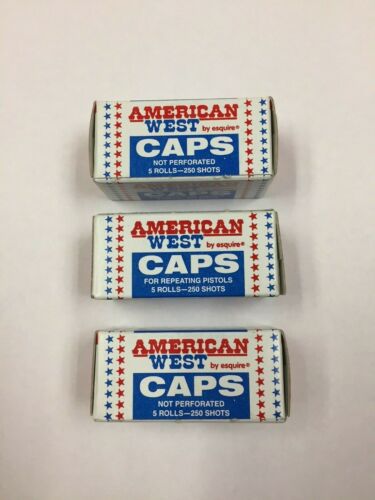 AMERICAN
WEST by esquire®
CAPS
NOT PERFORATED
5 ROLLS—250 SHOTS
CAPS
AMERICAN
WEST by esquire®
CAPS
FOR REPEATING PISTOLS
5 ROLLS—250 SHOTS
AMERICAN
WEST by esquire®
CAPS
NOT PERFORATED
5 ROLLS—250 SHOTS